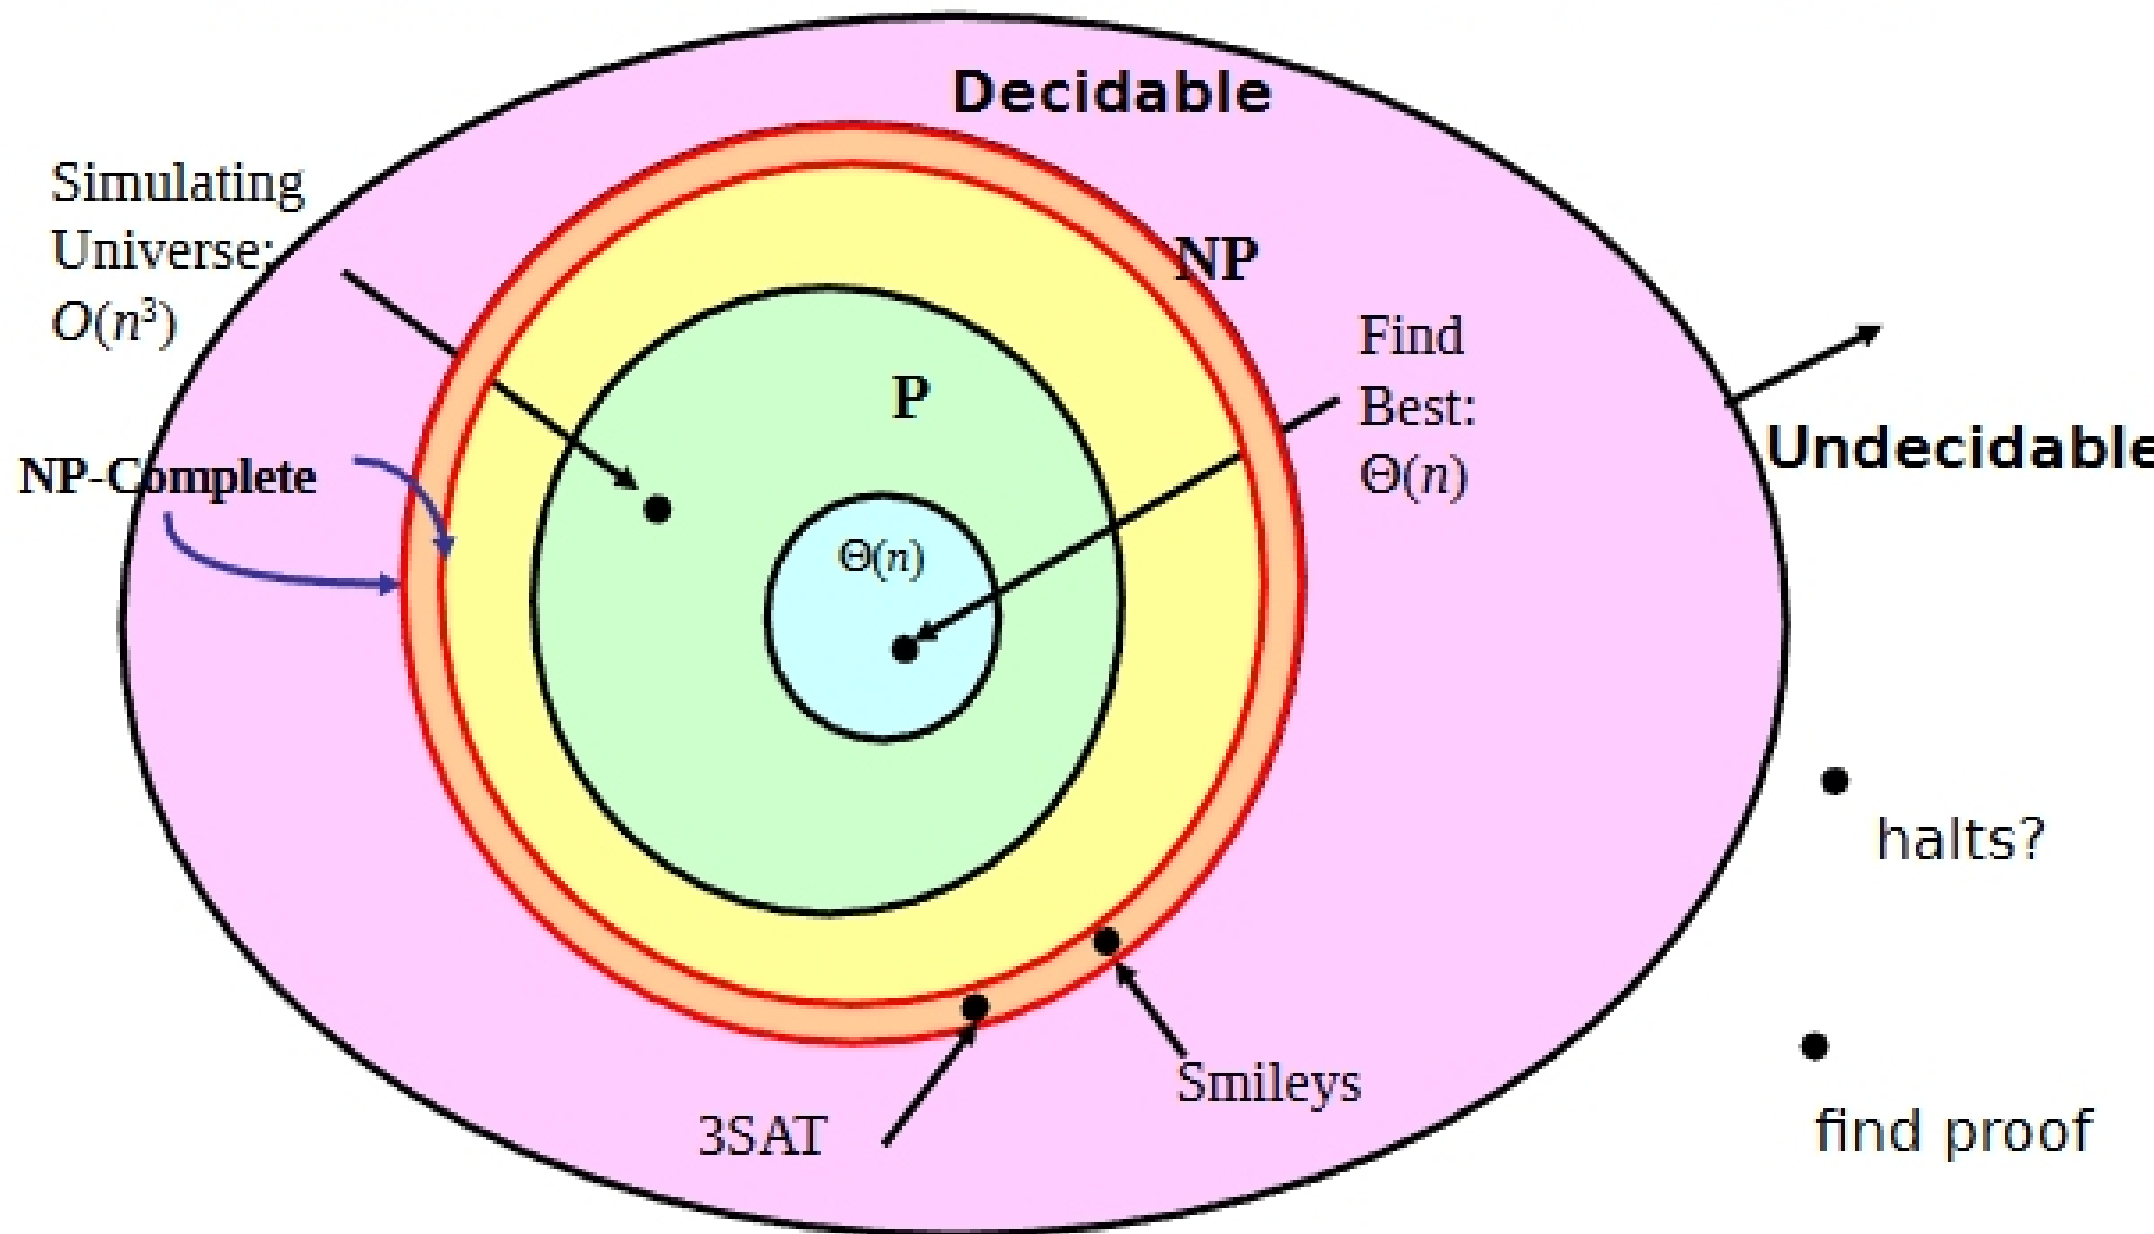 Decidable
Simulating
Universe:
O(n³)
NP
Find
Best:
Θ(n)
P
Undecidable
NP-Complete
Θ(n)
halts?
Smileys
3SAT
find proof